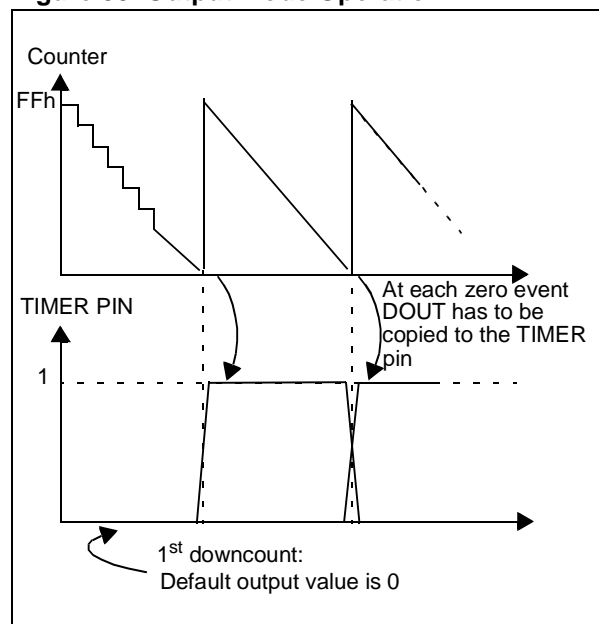 Counter
FFh
At each zero event
DOUT has to be
copied to the TIMER
pin
TIMER PIN
1
1st downcount:
Default output value is 0